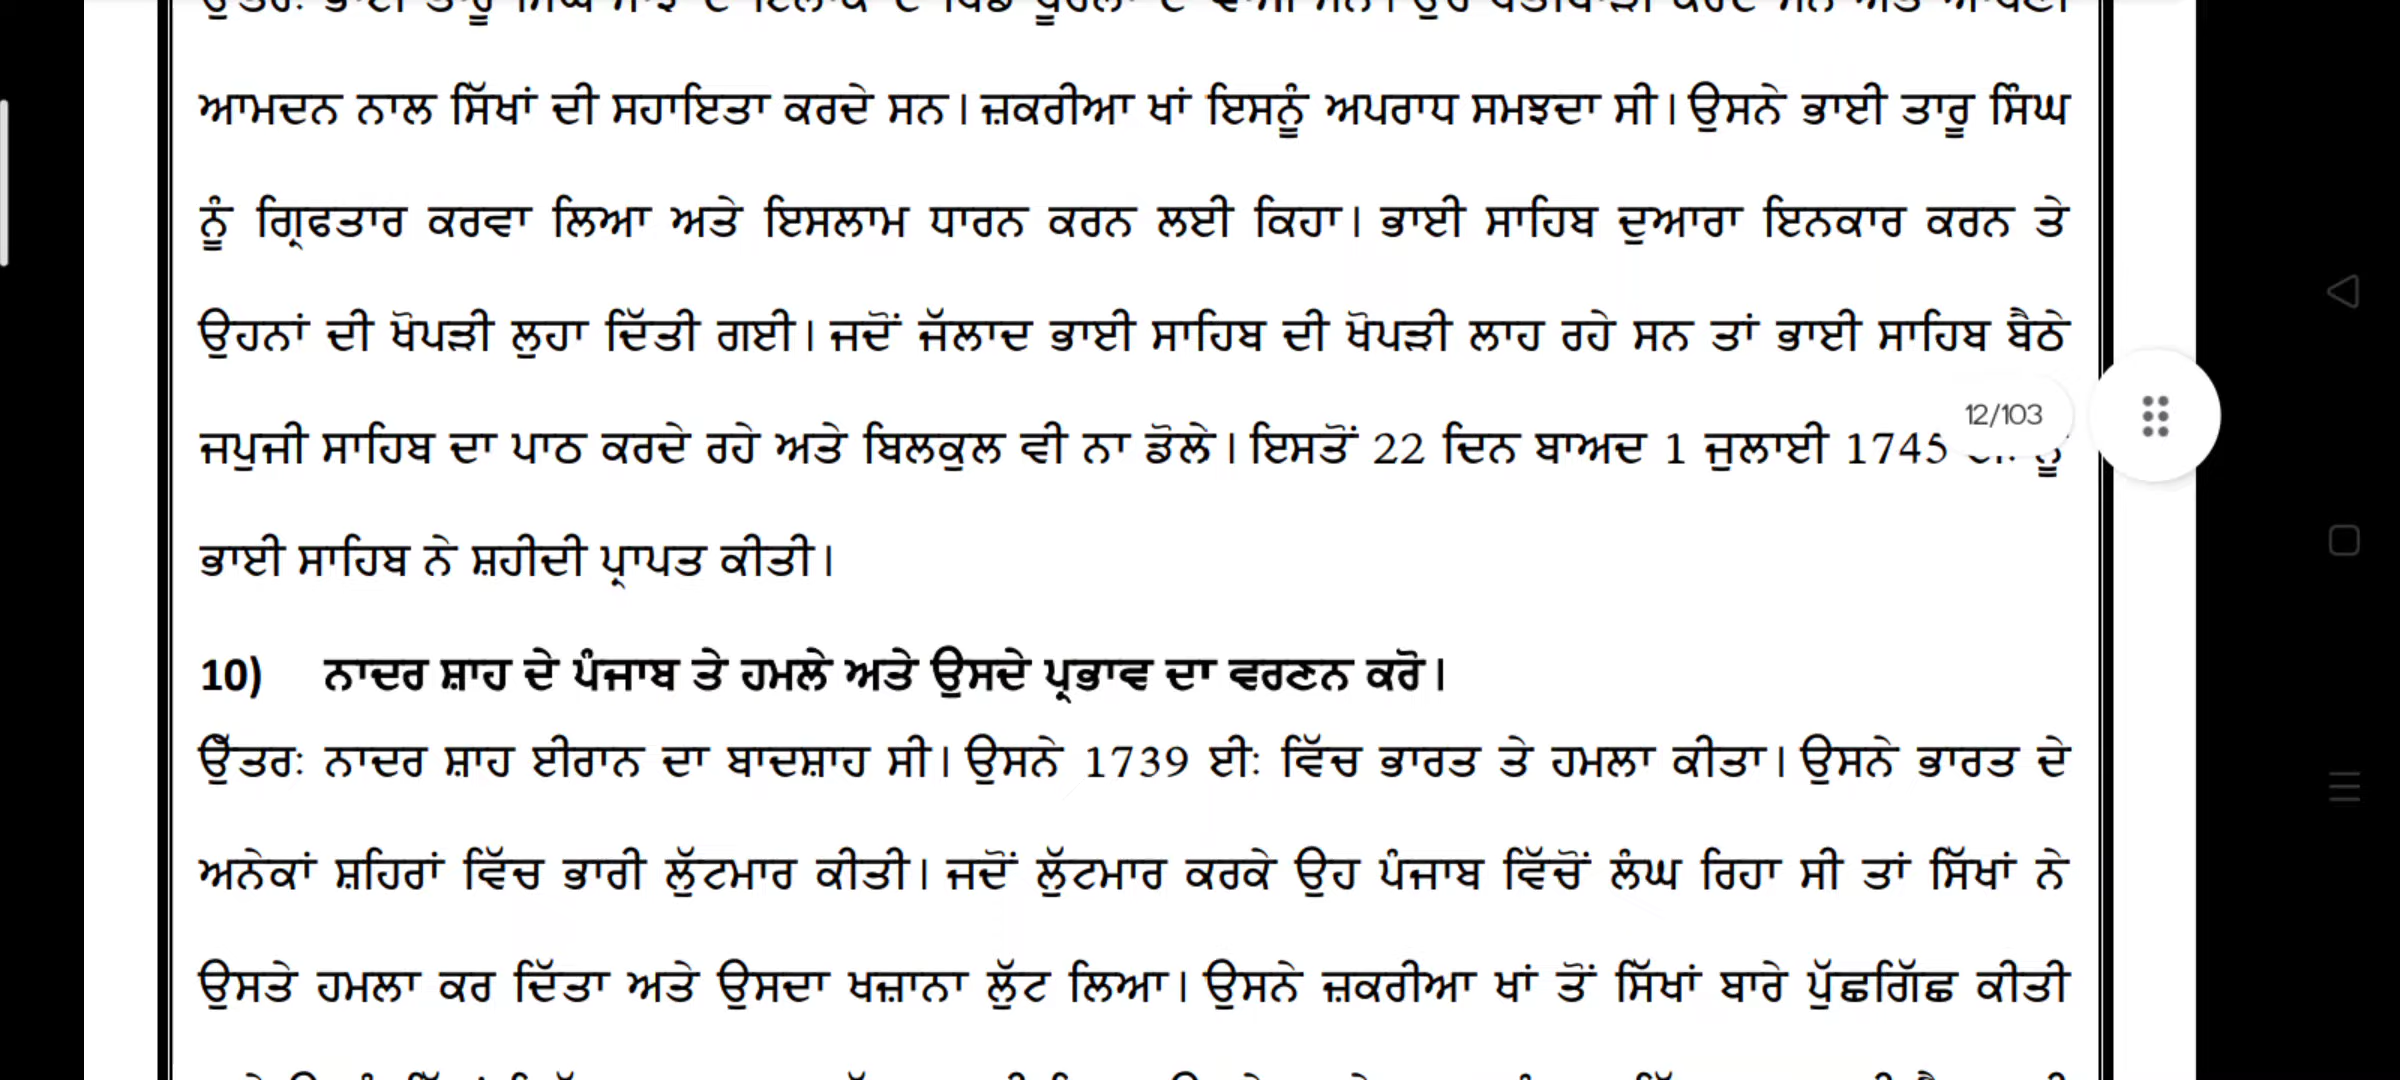 ਆਮਦਨ ਨਾਲ ਸਿੱਖਾਂ ਦੀ ਸਹਾਇਤਾ ਕਰਦੇ ਸਨ। ਜ਼ਕਰੀਆ ਖਾਂ ਇਸਨੂੰ ਅਪਰਾਧ ਸਮਝਦਾ ਸੀ। ਉਸਨੇ ਭਾਈ ਤਾਰੂ ਸਿੰਘ
ਨੂੰ ਗ੍ਰਿਫਤਾਰ ਕਰਵਾ ਲਿਆ ਅਤੇ ਇਸਲਾਮ ਧਾਰਨ ਕਰਨ ਲਈ ਕਿਹਾ। ਭਾਈ ਸਾਹਿਬ ਦੁਆਰਾ ਇਨਕਾਰ ਕਰਨ ਤੇ
ਉਹਨਾਂ ਦੀ ਖੋਪੜੀ ਲੁਹਾ ਦਿੱਤੀ ਗਈ। ਜਦੋਂ ਜੱਲਾਦ ਭਾਈ ਸਾਹਿਬ ਦੀ ਖੋਪੜੀ ਲਾਹ ਰਹੇ ਸਨ ਤਾਂ ਭਾਈ ਸਾਹਿਬ ਬੈਠੇ
ਜਪੁਜੀ ਸਾਹਿਬ ਦਾ ਪਾਠ ਕਰਦੇ ਰਹੇ ਅਤੇ ਬਿਲਕੁਲ ਵੀ ਨਾ ਡੋਲੇ। ਇਸਤੋਂ 22 ਦਿਨ ਬਾਅਦ 1 ਜੁਲਾਈ 1745
12/103
ਭਾਈ ਸਾਹਿਬ ਨੇ ਸ਼ਹੀਦੀ ਪ੍ਰਾਪਤ ਕੀਤੀ।
10) ਨਾਦਰ ਸ਼ਾਹ ਦੇ ਪੰਜਾਬ ਤੇ ਹਮਲੇ ਅਤੇ ਉਸਦੇ ਪ੍ਰਭਾਵ ਦਾ ਵਰਣਨ ਕਰੋ।
ਉੱਤਰਃ ਨਾਦਰ ਸ਼ਾਹ ਈਰਾਨ ਦਾ ਬਾਦਸ਼ਾਹ ਸੀ। ਉਸਨੇ 1739 ਈਃ ਵਿੱਚ ਭਾਰਤ ਤੇ ਹਮਲਾ ਕੀਤਾ। ਉਸਨੇ ਭਾਰਤ ਦੇ
ਅਨੇਕਾਂ ਸ਼ਹਿਰਾਂ ਵਿੱਚ ਭਾਰੀ ਲੁੱਟਮਾਰ ਕੀਤੀ। ਜਦੋਂ ਲੁੱਟਮਾਰ ਕਰਕੇ ਉਹ ਪੰਜਾਬ ਵਿੱਚੋਂ ਲੰਘ ਰਿਹਾ ਸੀ ਤਾਂ ਸਿੱਖਾਂ ਨੇ
ਉਸਤੇ ਹਮਲਾ ਕਰ ਦਿੱਤਾ ਅਤੇ ਉਸਦਾ ਖਜ਼ਾਨਾ ਲੁੱਟ ਲਿਆ। ਉਸਨੇ ਜ਼ਕਰੀਆ ਖਾਂ ਤੋਂ ਸਿੱਖਾਂ ਬਾਰੇ ਪੁੱਛਗਿੱਛ ਕੀਤੀ